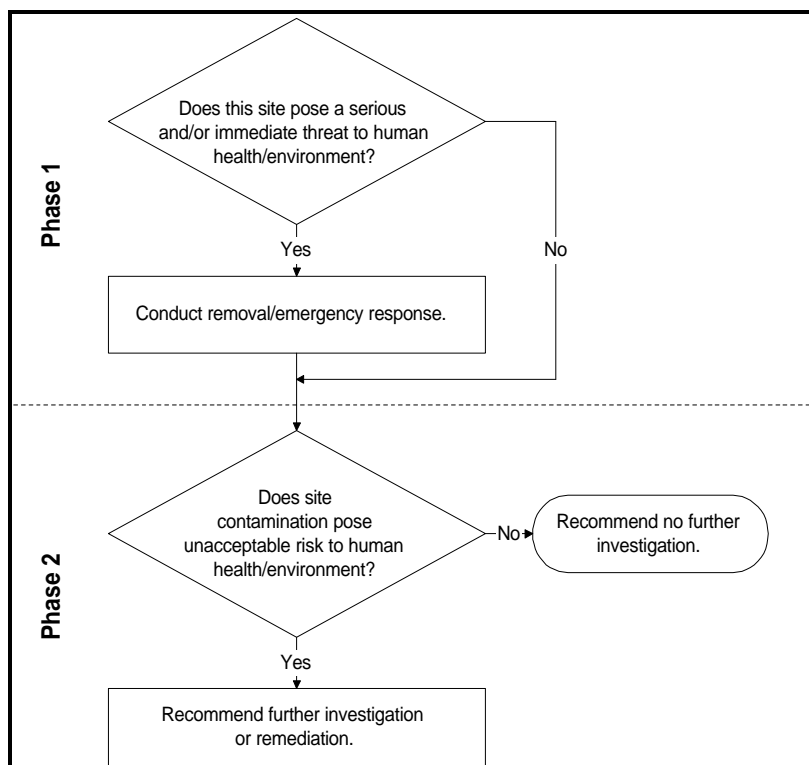 Phase 1
Does this site pose a serious
and/or immediate threat to human
health/environment?
Yes
No
Conduct removal/emergency response.
Phase 2
Does site
contamination pose
unacceptable risk to human
health/environment?
No
Recommend no further
investigation.
Yes
Recommend further investigation
or remediation.